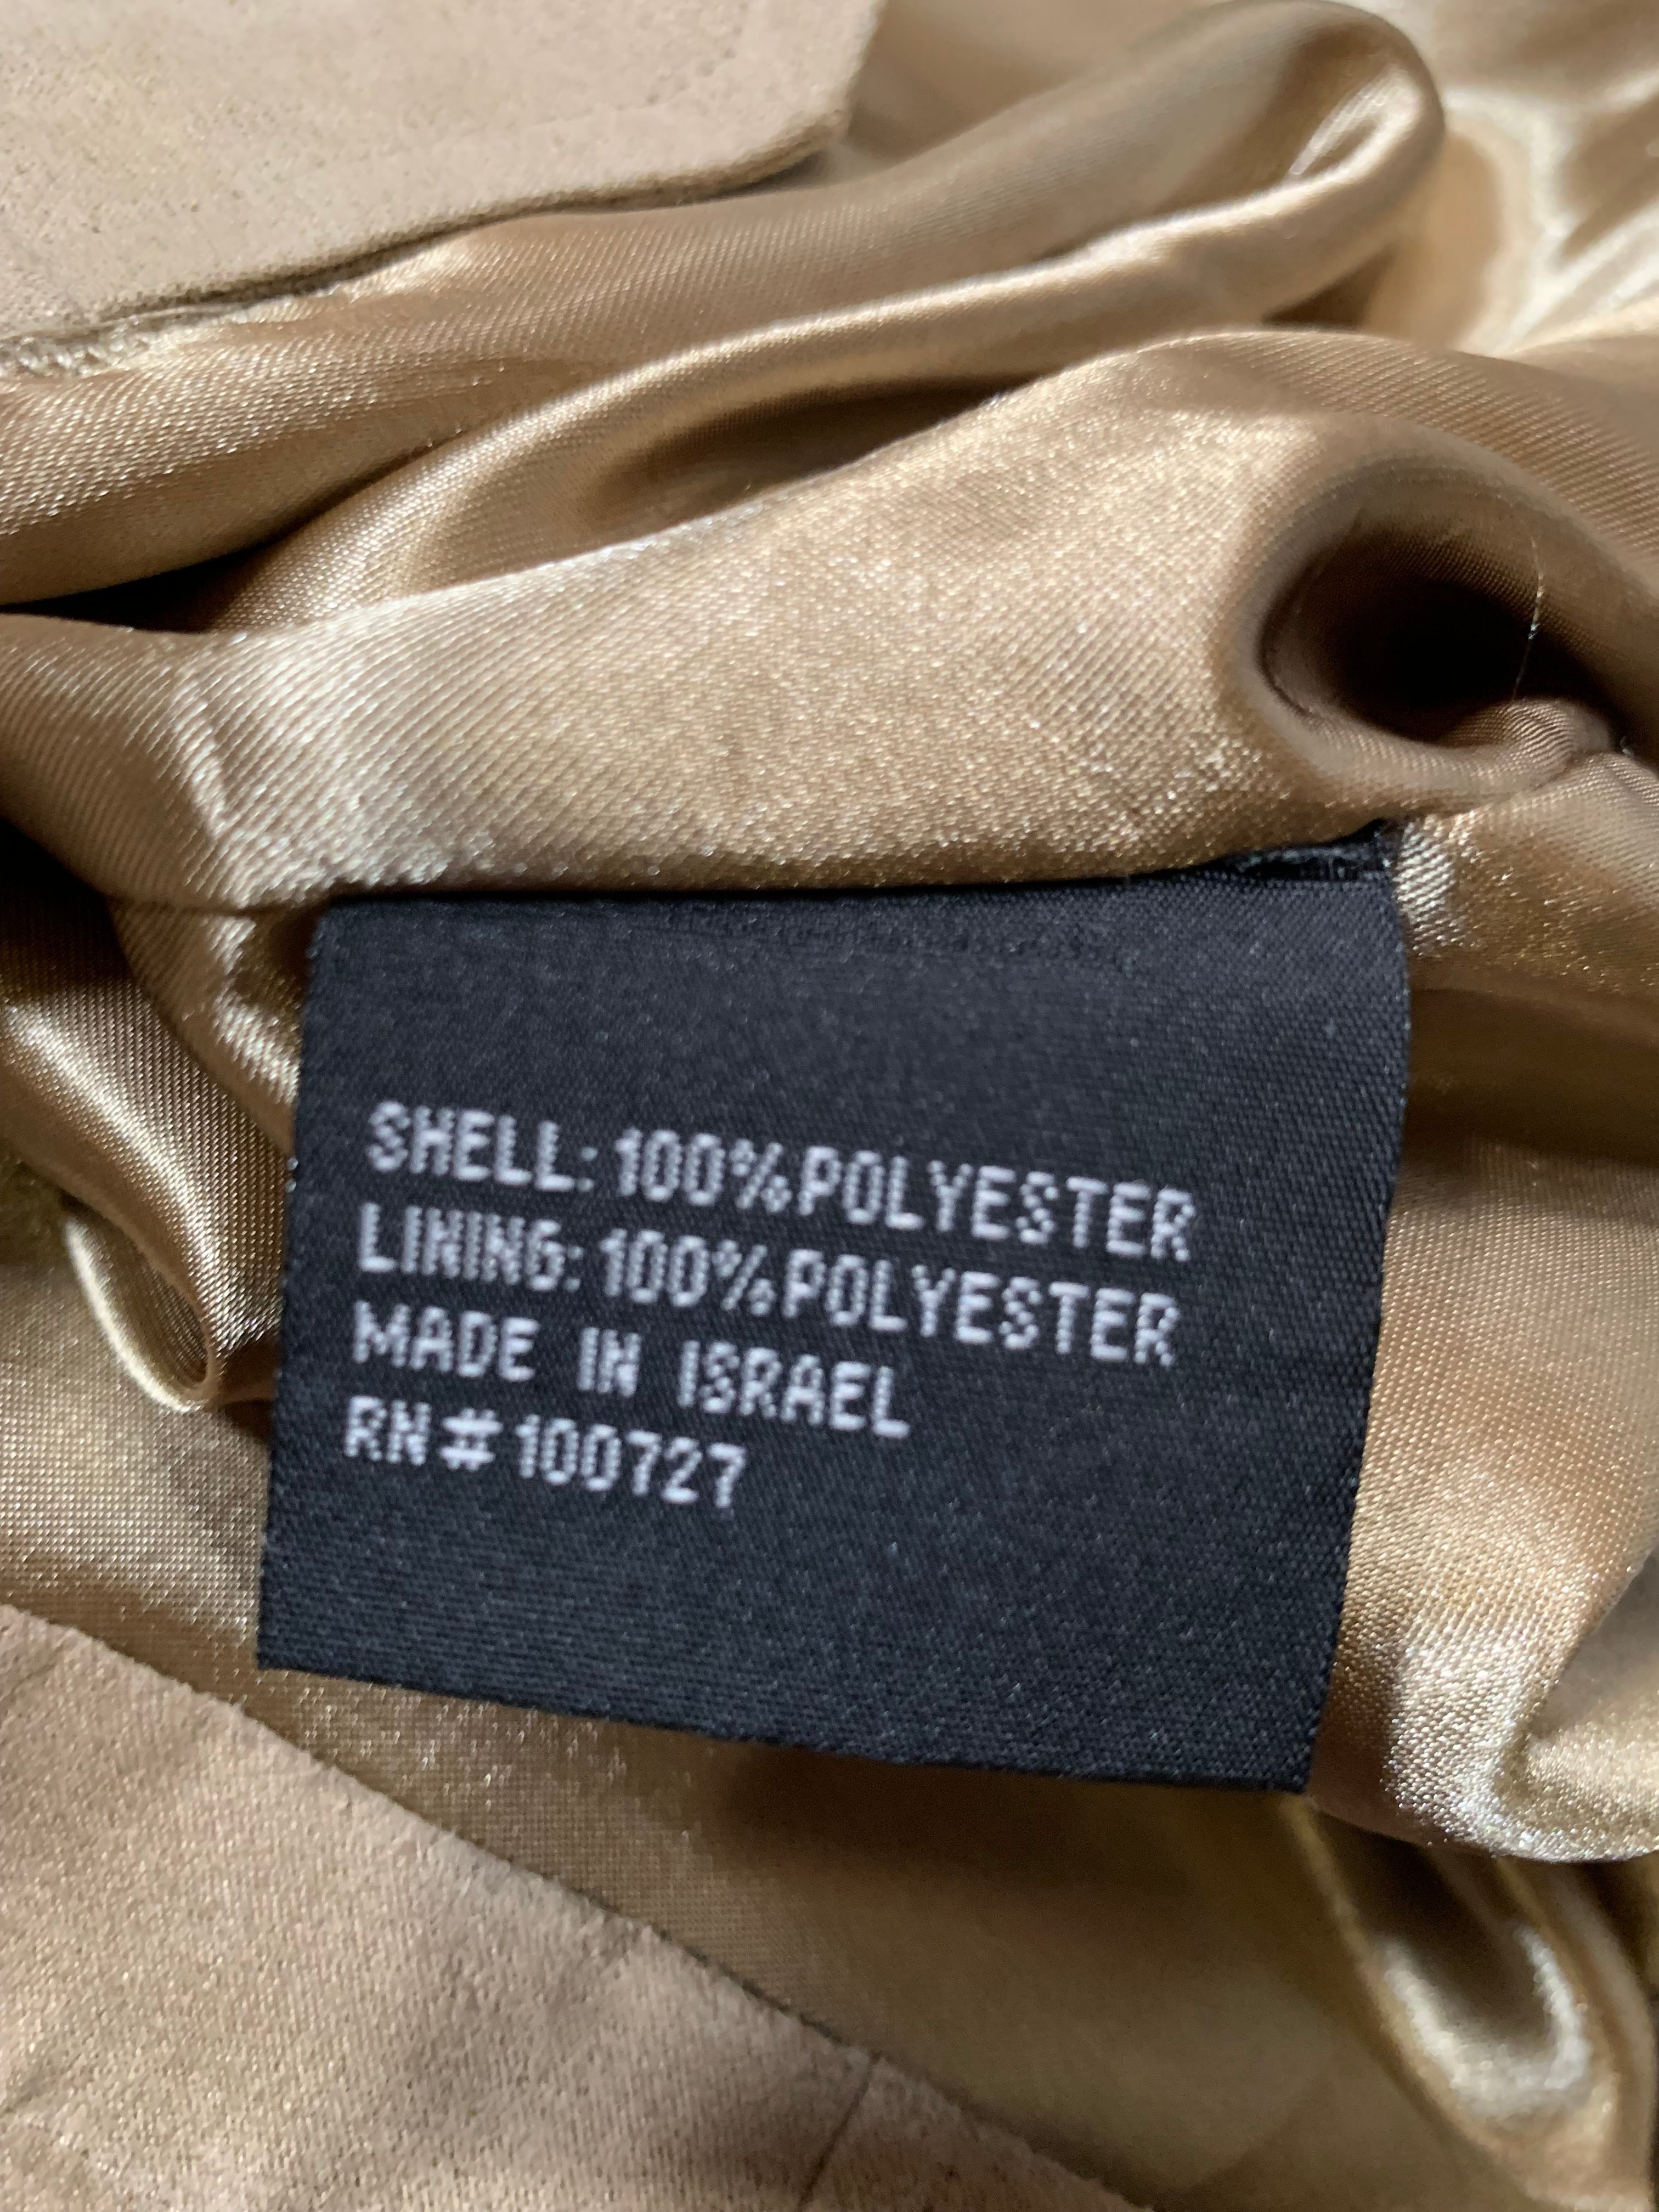 SHELL: 100% POLYESTER
LINING: 100% POLYESTER
MADE IN ISRAEL
RN # 100727